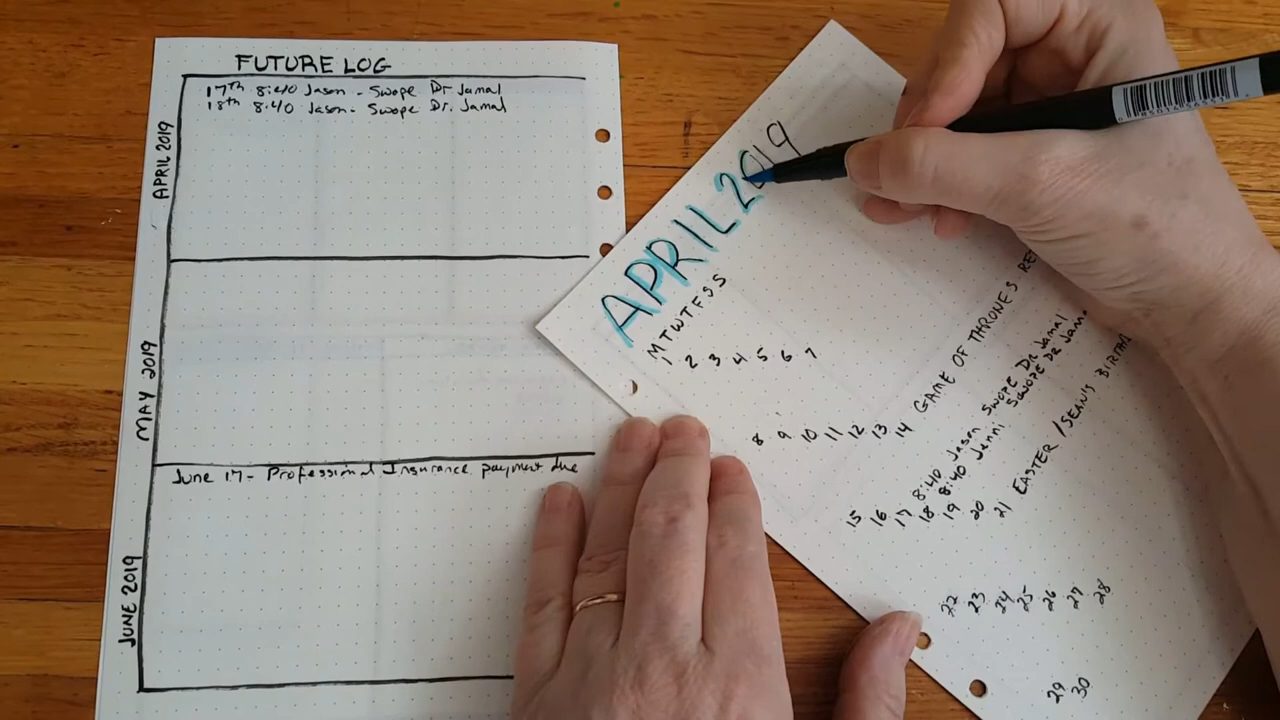 FUTURE LOG
APRIL 2019
17th 8:40 Jason - Swope Dr Jamal
18th 8:40 Jason - Swope Dr. Jamal
MAY 2019
JUNE 2019
June 17 - Professional Insurance payment due
APRIL 2019
M T W T F S S
1
2
3
4
5
6
7
8
9
10
11
12
13
14 GAME OF THRONES
15
16
17 8:40 Jason Swope Dr Jamal
18 8:40 Jenni Swope Dr
19
20
21 EASTER / SEAN'S
22
23
24
25
26
27
28
29
30